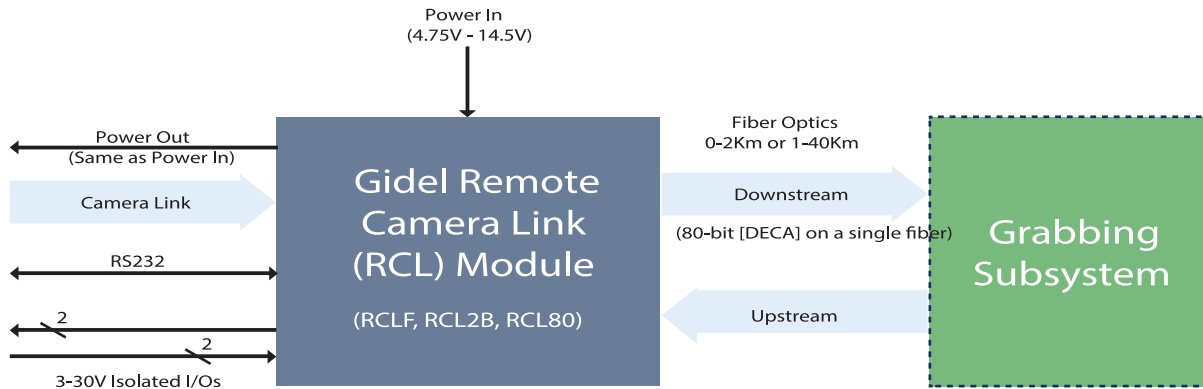 Power In
(4.75V - 14.5V)
Power Out
(Same as Power In)
Camera Link
RS232
2
2
3-30V Isolated I/Os
Gidel Remote
Camera Link
(RCL) Module
(RCLF, RCL2B, RCL80)
Fiber Optics
0-2Km or 1-40Km
Downstream
(80-bit [DECA] on a single fiber)
Upstream
Grabbing
Subsystem